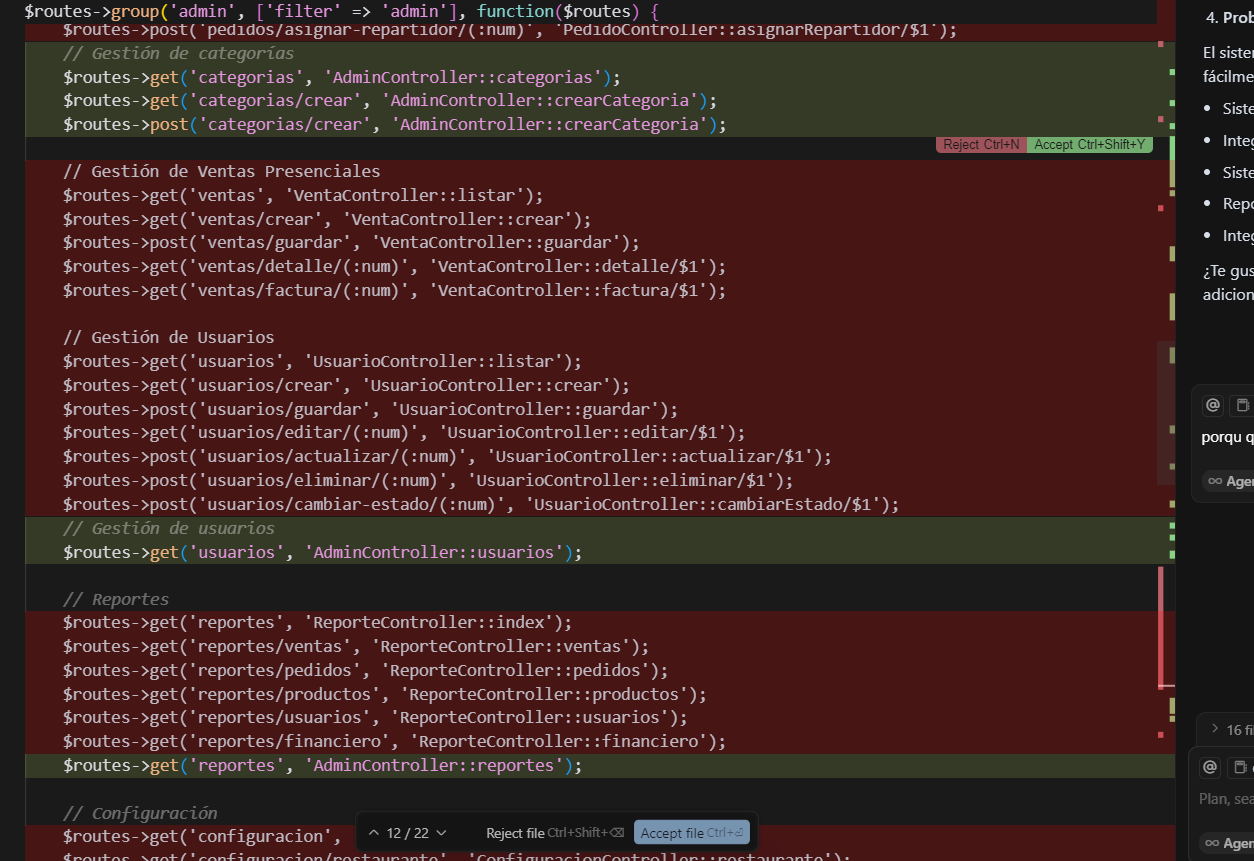 $routes->group('admin', ['filter' => 'admin'], function($routes) {
$routes->post('pedidos/asignar-repartidor/(:num)', 'PedidoController::asignarRepartidor/$1');
// Gestión de categorías
$routes->get('categorias', 'AdminController::categorias');
$routes->get('categorias/crear', 'AdminController::crearCategoria');
$routes->post('categorias/crear', 'AdminController::crearCategoria');
Reject Ctrl+N Accept Ctrl+Shift+Y
// Gestión de Ventas Presenciales
$routes->get('ventas', 'VentaController::listar');
$routes->get('ventas/crear', 'VentaController::crear');
$routes->post('ventas/guardar', 'VentaController::guardar');
$routes->get('ventas/detalle/(:num)', 'VentaController::detalle/$1');
$routes->get('ventas/factura/(:num)', 'VentaController::factura/$1');
// Gestión de Usuarios
$routes->get('usuarios', 'UsuarioController::listar');
$routes->get('usuarios/crear', 'UsuarioController::crear');
$routes->post('usuarios/guardar', 'UsuarioController::guardar');
$routes->get('usuarios/editar/(:num)', 'UsuarioController::editar/$1');
$routes->post('usuarios/actualizar/(:num)', 'UsuarioController::actualizar/$1');
$routes->post('usuarios/eliminar/(:num)', 'UsuarioController::eliminar/$1');
$routes->post('usuarios/cambiar-estado/(:num)', 'UsuarioController::cambiarEstado/$1');
// Gestión de usuarios
$routes->get('usuarios', 'AdminController::usuarios');
// Reportes
$routes->get('reportes', 'ReporteController::index');
$routes->get('reportes/ventas', 'ReporteController::ventas');
$routes->get('reportes/pedidos', 'ReporteController::pedidos');
$routes->get('reportes/productos', 'ReporteController::productos');
$routes->get('reportes/usuarios', 'ReporteController::usuarios');
$routes->get('reportes/financiero', 'ReporteController::financiero');
$routes->get('reportes', 'AdminController::reportes');
// Configuración
$routes->get('configuracion',
$routes->get('configuracion/restaurante', 'ConfiguracionController::restaurante');
12 / 22 Reject file Ctrl+Shift+⌫ Accept file Ctrl+⏎
4. Prob
El sister
fácilme
• Siste
• Integ
• Siste
• Repo
• Integ
¿Te gus
adicion
@
porqu q
∞ Agen
> 16 fi
@
Plan, sea
∞ Agen